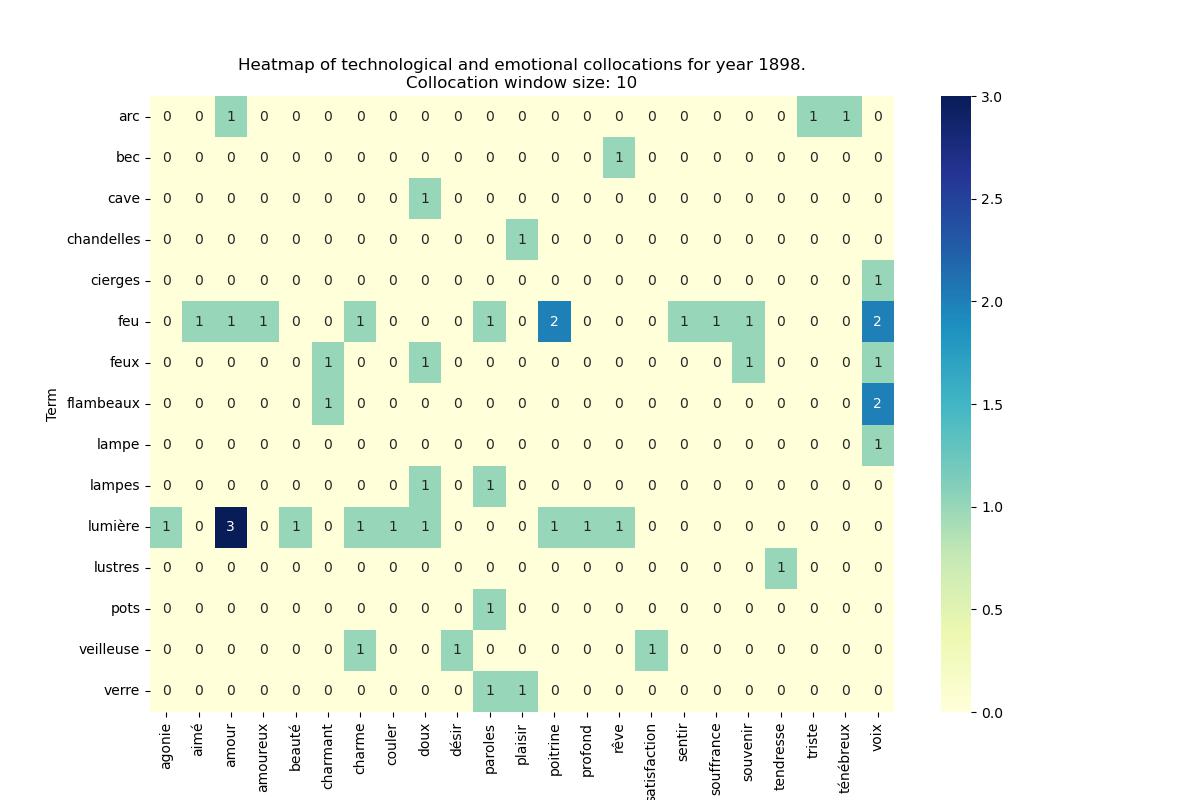 Heatmap of technological and emotional collocations for year 1898.
Collocation window size: 10
Term
arc 0 0 1 0 0 0 0 0 0 0 0 0 0 0 0 0 0 0 0 0 1 1 0
bec 0 0 0 0 0 0 0 0 0 0 0 0 0 0 1 0 0 0 0 0 0 0 0
cave 0 0 0 0 0 0 0 0 1 0 0 0 0 0 0 0 0 0 0 0 0 0 0
chandelles 0 0 0 0 0 0 0 0 0 0 0 1 0 0 0 0 0 0 0 0 0 0 0
cierges 0 0 0 0 0 0 0 0 0 0 0 0 0 0 0 0 0 0 0 0 0 0 1
feu 0 1 1 1 0 0 1 0 0 0 1 0 2 0 0 0 1 1 1 0 0 0 2
feux 0 0 0 0 0 1 0 0 1 0 0 0 0 0 0 0 0 0 1 0 0 0 1
flambeaux 0 0 0 0 0 1 0 0 0 0 0 0 0 0 0 0 0 0 0 0 0 0 2
lampe 0 0 0 0 0 0 0 0 0 0 0 0 0 0 0 0 0 0 0 0 0 0 1
lampes 0 0 0 0 0 0 0 0 1 0 1 0 0 0 0 0 0 0 0 0 0 0 0
lumière 1 0 3 0 1 0 1 1 1 0 0 0 1 1 1 0 0 0 0 0 0 0 0
lustres 0 0 0 0 0 0 0 0 0 0 0 0 0 0 0 0 0 0 0 1 0 0 0
pots 0 0 0 0 0 0 0 0 0 0 1 0 0 0 0 0 0 0 0 0 0 0 0
veilleuse 0 0 0 0 0 0 1 0 0 1 0 0 0 0 0 1 0 0 0 0 0 0 0
verre 0 0 0 0 0 0 0 0 0 0 1 1 0 0 0 0 0 0 0 0 0 0 0
agonie aimé amour amoureux beauté charmant charme couler doux désir paroles plaisir poitrine profond rêve satisfaction sentir souffrance souvenir tendresse triste ténébreux voix
3.0
2.5
2.0
1.5
1.0
0.5
0.0